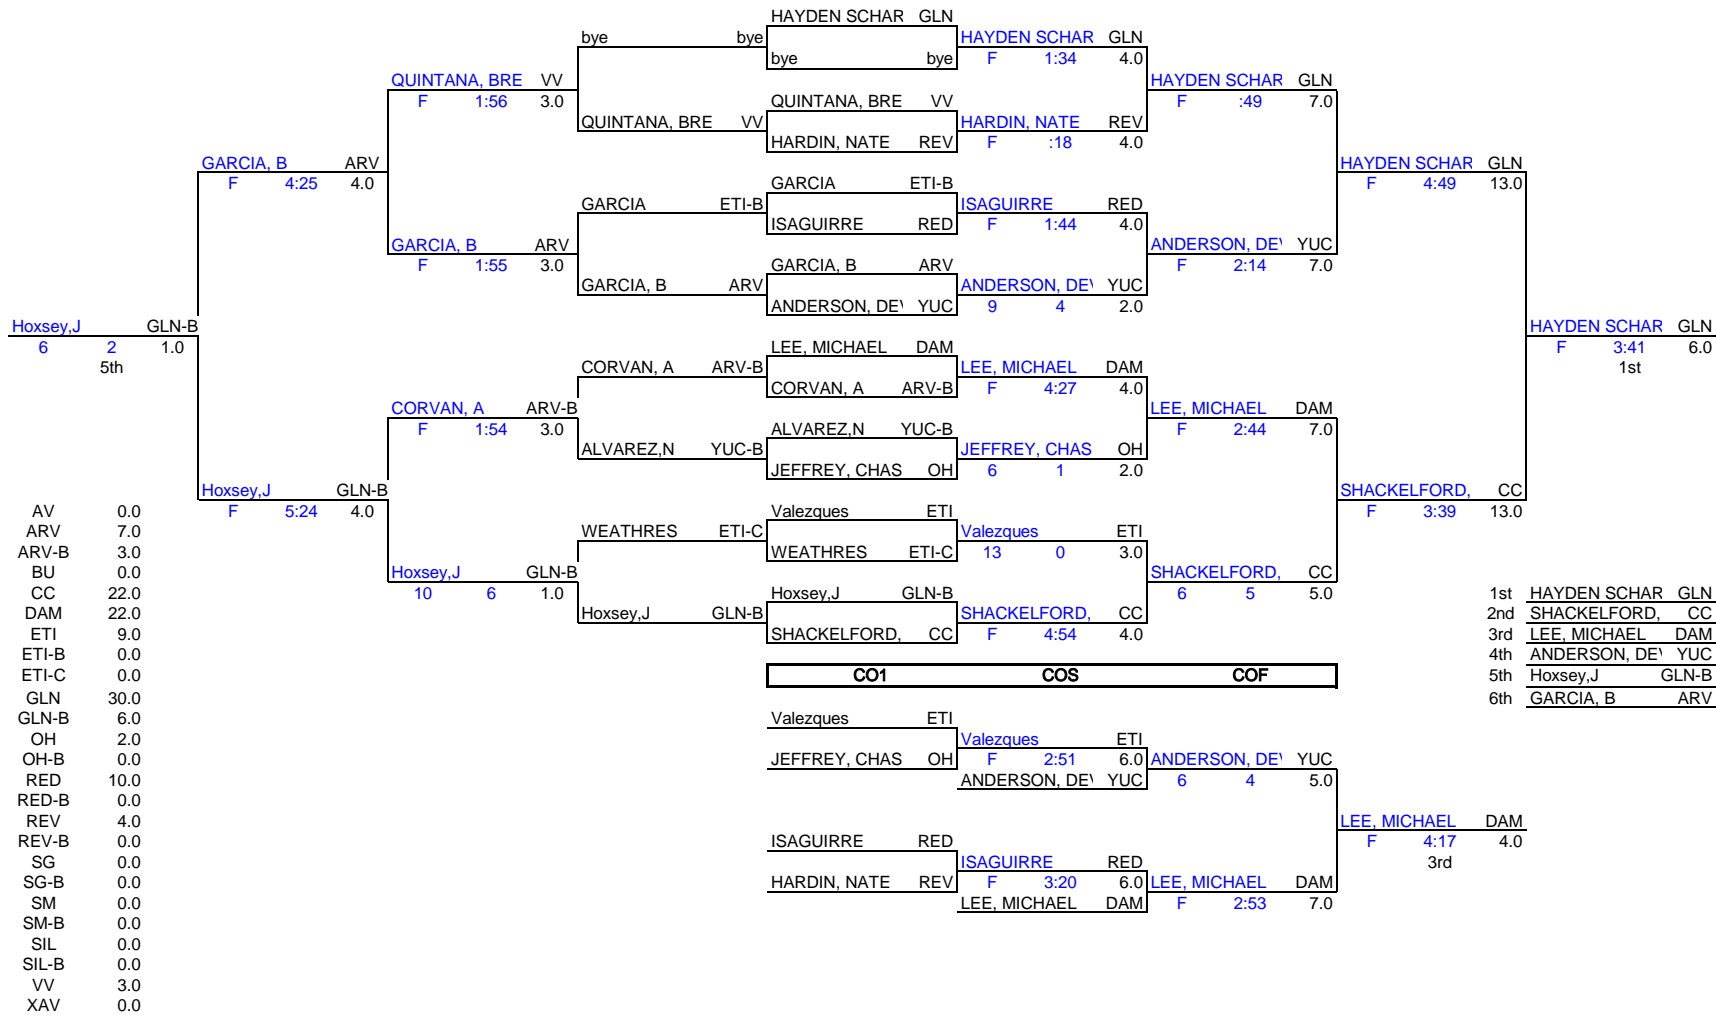 HAYDEN SCHAR GLN
bye bye HAYDEN SCHAR GLN
bye bye F 1:34 4.0
QUINTANA, BRE VV HAYDEN SCHAR GLN
F 1:56 3.0 QUINTANA, BRE VV F :49 7.0
QUINTANA, BRE VV HARDIN, NATE REV
HARDIN, NATE REV F :18 4.0
GARCIA, B ARV HAYDEN SCHAR GLN
F 4:25 4.0 GARCIA ETI-B F 4:49 13.0
GARCIA ETI-B ISAGUIRRE RED
ISAGUIRRE RED F 1:44 4.0
GARCIA, B ARV ANDERSON, DE YUC
F 1:55 3.0 GARCIA, B ARV F 2:14 7.0
GARCIA, B ARV ANDERSON, DE YUC
ANDERSON, DE YUC 9 4 2.0
Hoxsey,J GLN-B HAYDEN SCHAR GLN
6 2 1.0 LEE, MICHAEL DAM F 3:41 6.0
5th CORVAN, A ARV-B LEE, MICHAEL DAM 1st
CORVAN, A ARV-B F 4:27 4.0
CORVAN, A ARV-B LEE, MICHAEL DAM
F 1:54 3.0 ALVAREZ,N YUC-B F 2:44 7.0
ALVAREZ,N YUC-B JEFFREY, CHAS OH
JEFFREY, CHAS OH 6 1 2.0
Hoxsey,J GLN-B SHACKELFORD, CC
AV 0.0 F 5:24 4.0 Valezques ETI F 3:39 13.0
ARV 7.0 WEATHRES ETI-C Valezques ETI
ARV-B 3.0 WEATHRES ETI-C 13 0 3.0
BU 0.0 Hoxsey,J GLN-B SHACKELFORD, CC
CC 22.0 10 6 1.0 Hoxsey,J GLN-B 6 5 5.0 1st HAYDEN SCHAR GLN
DAM 22.0 Hoxsey,J GLN-B SHACKELFORD, CC 2nd SHACKELFORD, CC
ETI 9.0 SHACKELFORD, CC F 4:54 4.0 3rd LEE, MICHAEL DAM
ETI-B 0.0 4th ANDERSON, DE YUC
ETI-C 0.0 CO1 COS COF 5th Hoxsey,J GLN-B
GLN 30.0 6th GARCIA, B ARV
GLN-B 6.0 Valezques ETI
OH 2.0 Valezques ETI
OH-B 0.0 JEFFREY, CHAS OH F 2:51 6.0 ANDERSON, DE YUC
RED 10.0 ANDERSON, DE YUC 6 4 5.0
RED-B 0.0
REV 4.0 LEE, MICHAEL DAM
REV-B 0.0 ISAGUIRRE RED F 4:17 4.0
SG 0.0 ISAGUIRRE RED 3rd
SG-B 0.0 HARDIN, NATE REV F 3:20 6.0 LEE, MICHAEL DAM
SM 0.0 LEE, MICHAEL DAM F 2:53 7.0
SM-B 0.0
SIL 0.0
SIL-B 0.0
VV 3.0
XAV 0.0